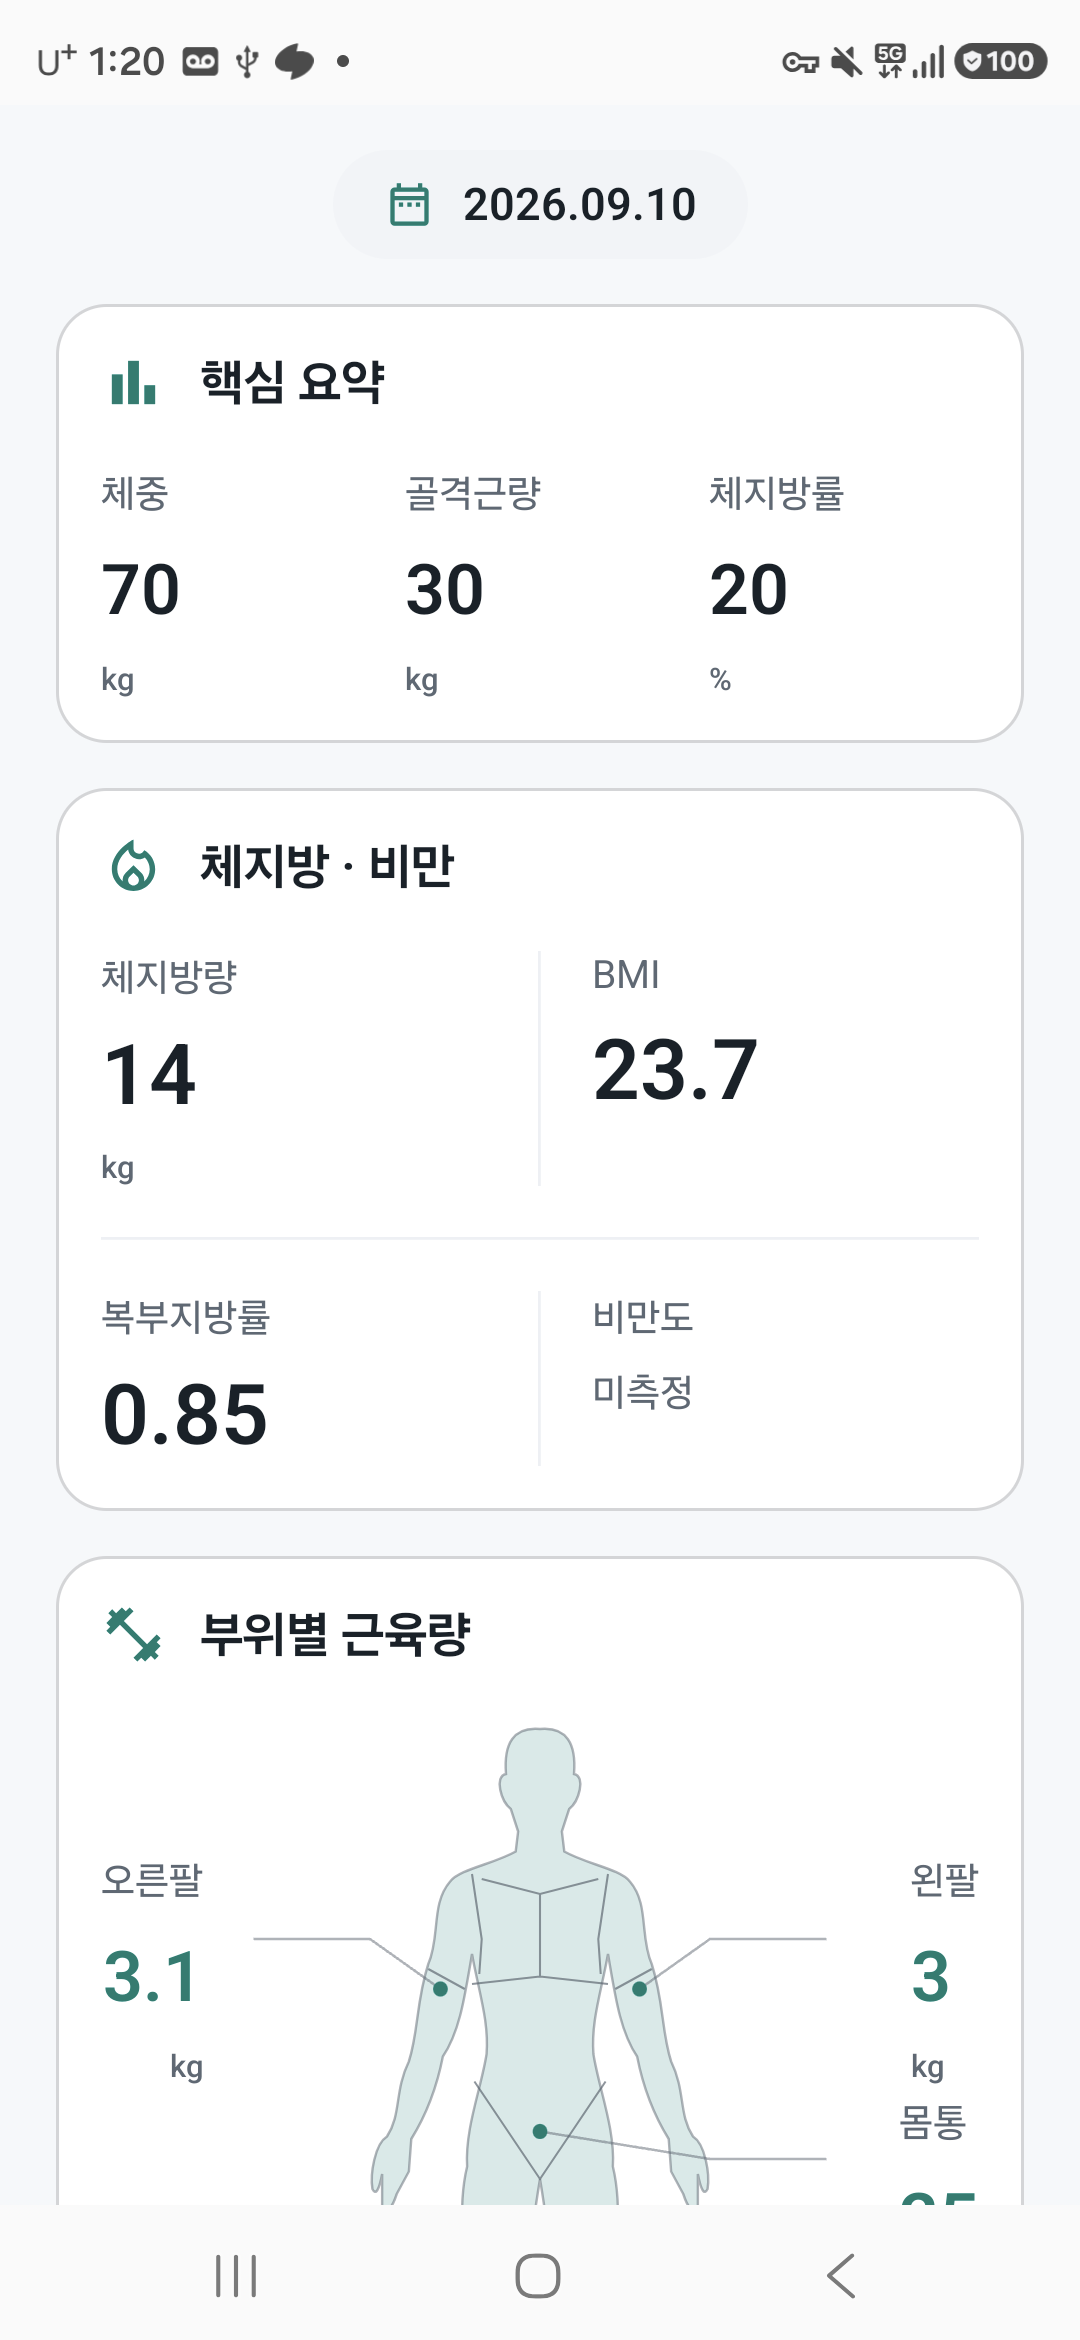 U+ 1:20 5G 100
2026.09.10
핵심 요약
체중 골격근량 체지방률
70 30 20
kg kg %
체지방 · 비만
체지방량 BMI
14 23.7
kg
복부지방률 비만도
0.85 미측정
부위별 근육량
오른팔 왼팔
3.1 3
kg kg
몸통